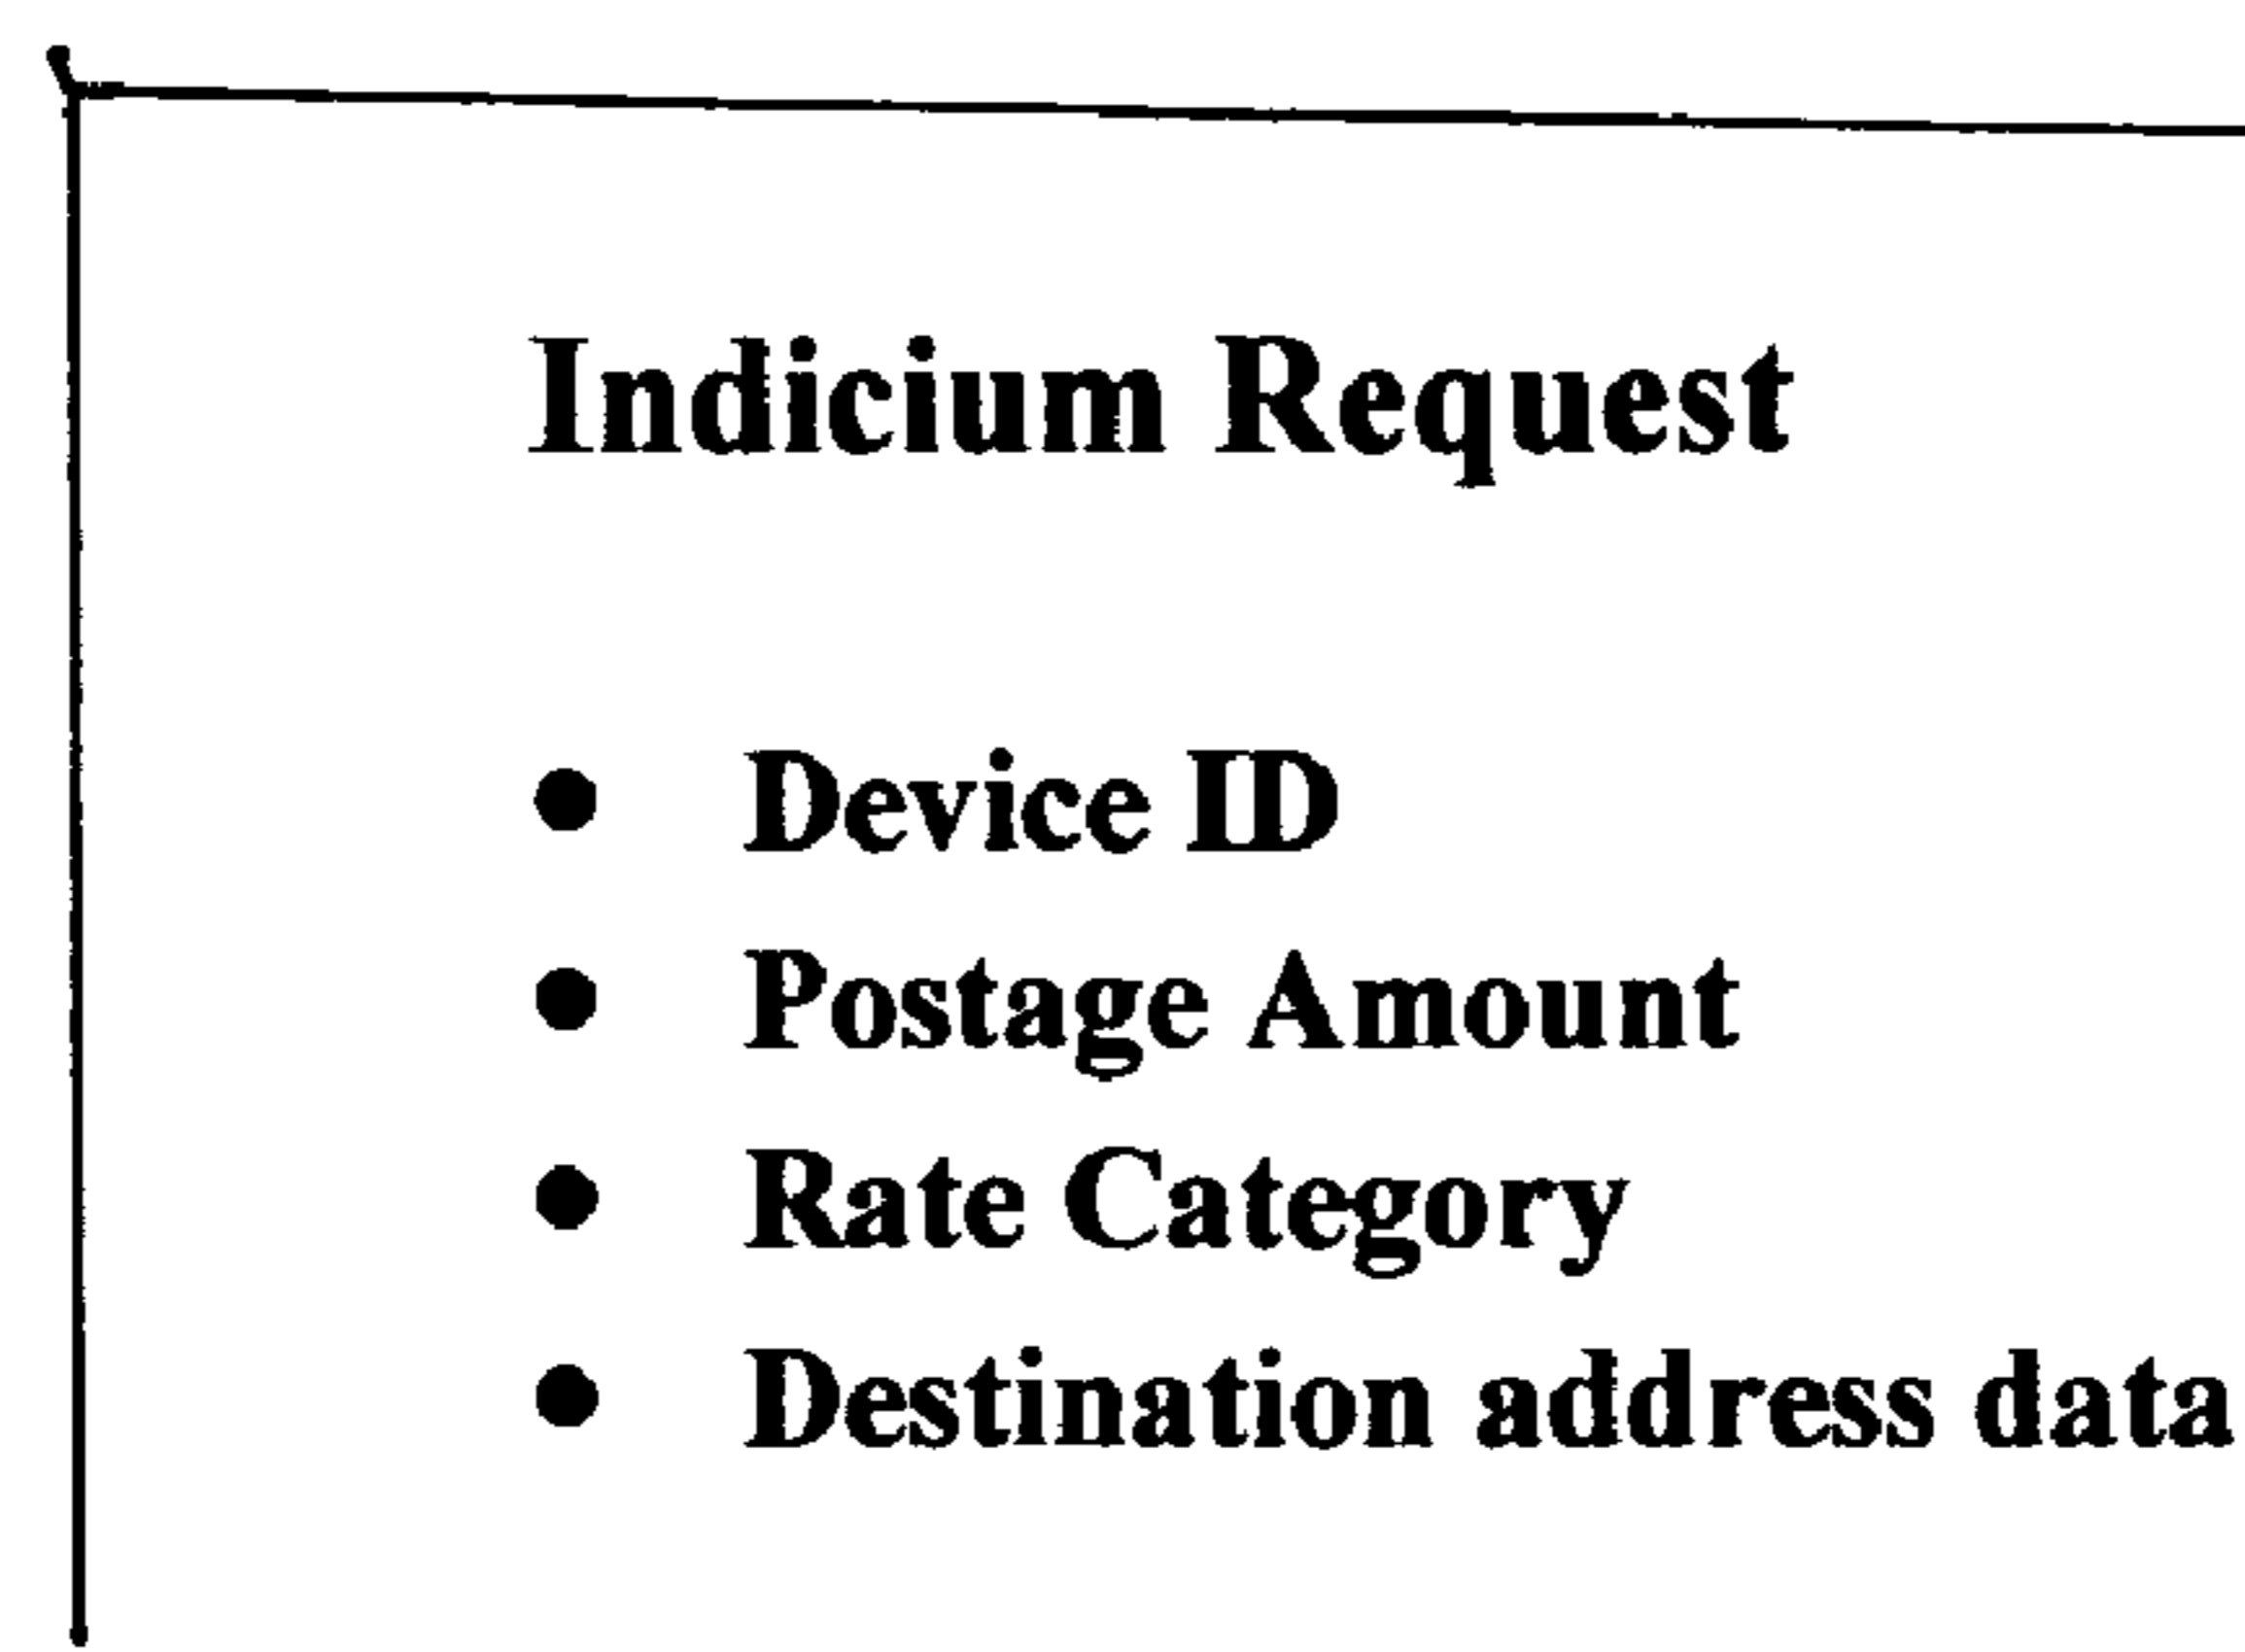 Indicium Request
• Device ID
• Postage Amount
• Rate Category
• Destination address data